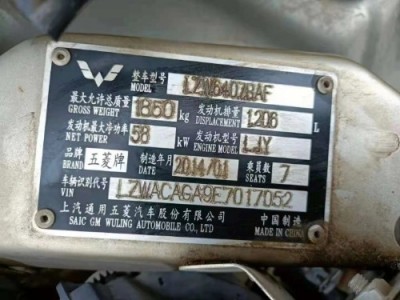 整车型号 LZW6407BAF
MODEL
最大允许总质量 1850 kg 发动机排量 1.206 L
GROSS WEIGHT DISPLACEMENT
发动机最大净功率 58 kW 发动机型号 LJY
NET POWER ENGINE MODEL
品牌 五菱牌 制造年月 2014/01 乘员数 7
BRAND SEATS
车辆识别代号 LZWACAGA9E7017052
VIN
上汽通用五菱汽车股份有限公司 中国制造
SAIC GM WULING AUTOMOBILE CO., LTD MADE IN CHINA